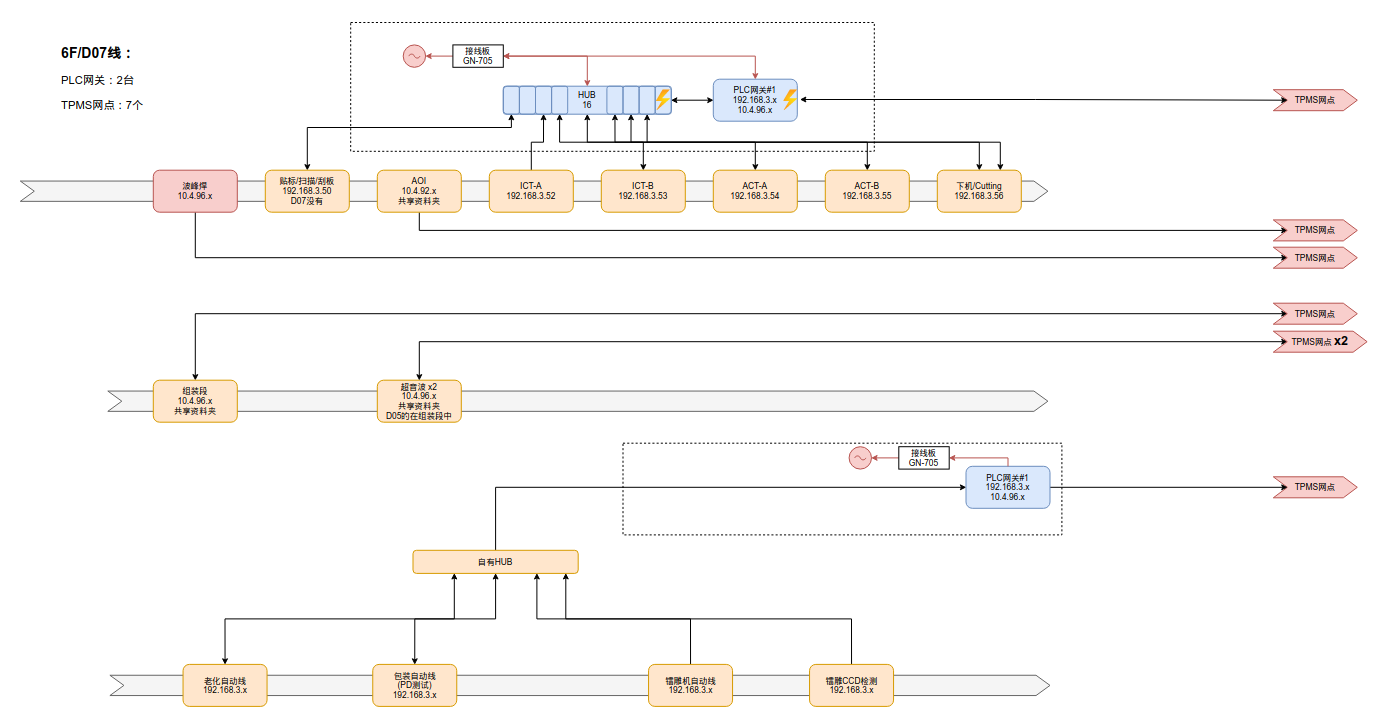 6F/D07线：
PLC网关：2台
TPMS网点：7个
接线板
GN-705
HUB
16
PLC网关#1
192.168.3.x
10.4.96.x
TPMS网点
波峰焊
10.4.96.x
贴标/扫描/刮板
192.168.3.50
D07没有
AOI
10.4.92.x
共享资料夹
ICT-A
192.168.3.52
ICT-B
192.168.3.53
ACT-A
192.168.3.54
ACT-B
192.168.3.55
下机/Cutting
192.168.3.56
TPMS网点
TPMS网点
TPMS网点
TPMS网点 x2
组装段
10.4.96.x
共享资料夹
超音波 x2
10.4.96.x
共享资料夹
D05的在组装段中
接线板
GN-705
PLC网关#1
192.168.3.x
10.4.96.x
TPMS网点
自有HUB
老化自动线
192.168.3.x
包装自动线
(PD测试)
192.168.3.x
镭雕机自动线
192.168.3.x
镭雕CCD检测
192.168.3.x